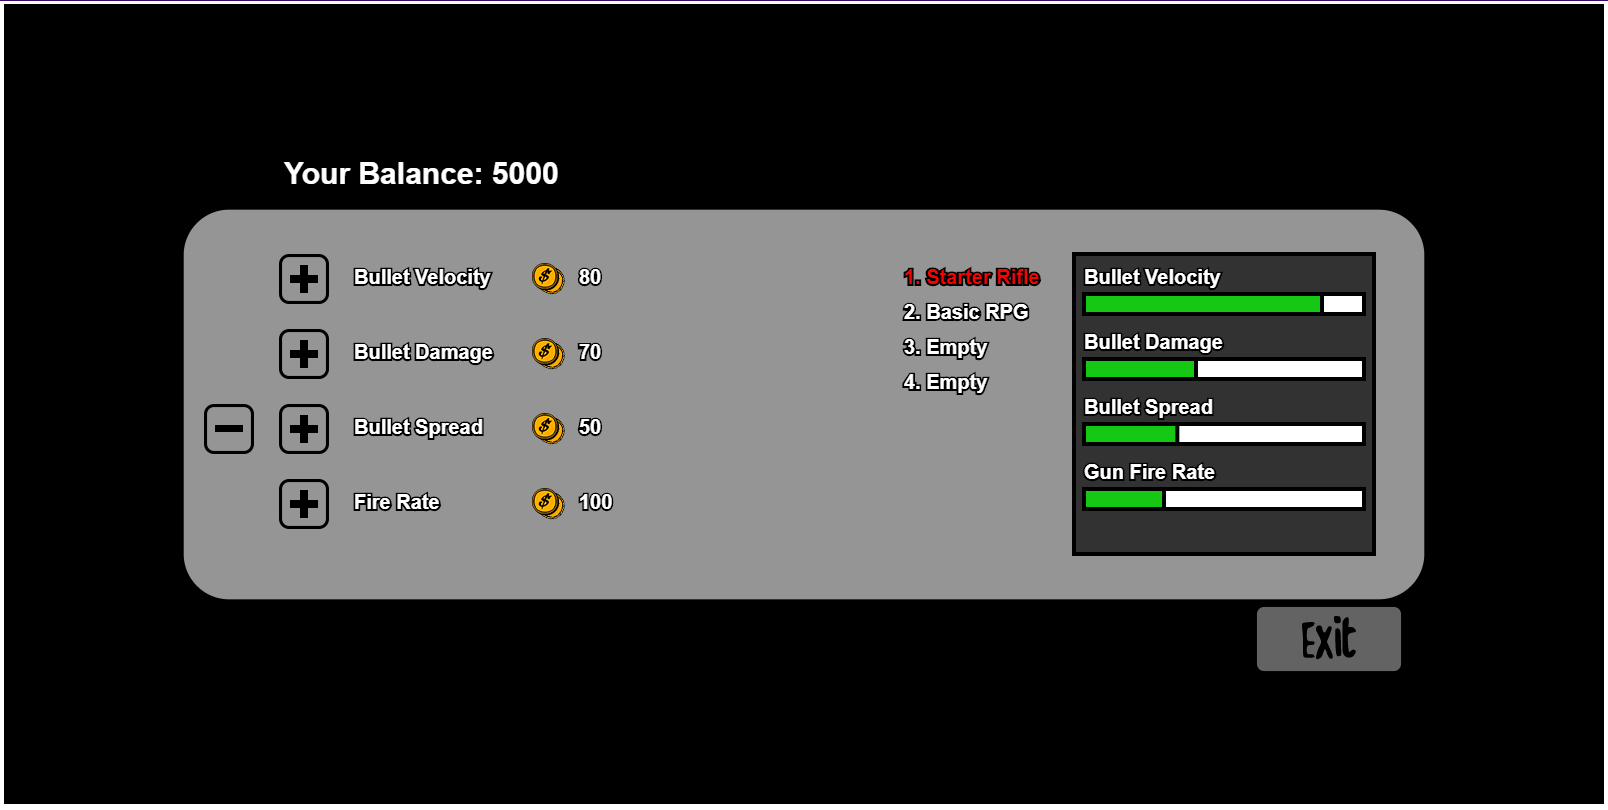 Your Balance: 5000
Bullet Velocity 80
Bullet Damage 70
Bullet Spread 50
Fire Rate 100
1. Starter Rifle
2. Basic RPG
3. Empty
4. Empty
Bullet Velocity
Bullet Damage
Bullet Spread
Gun Fire Rate
Exit